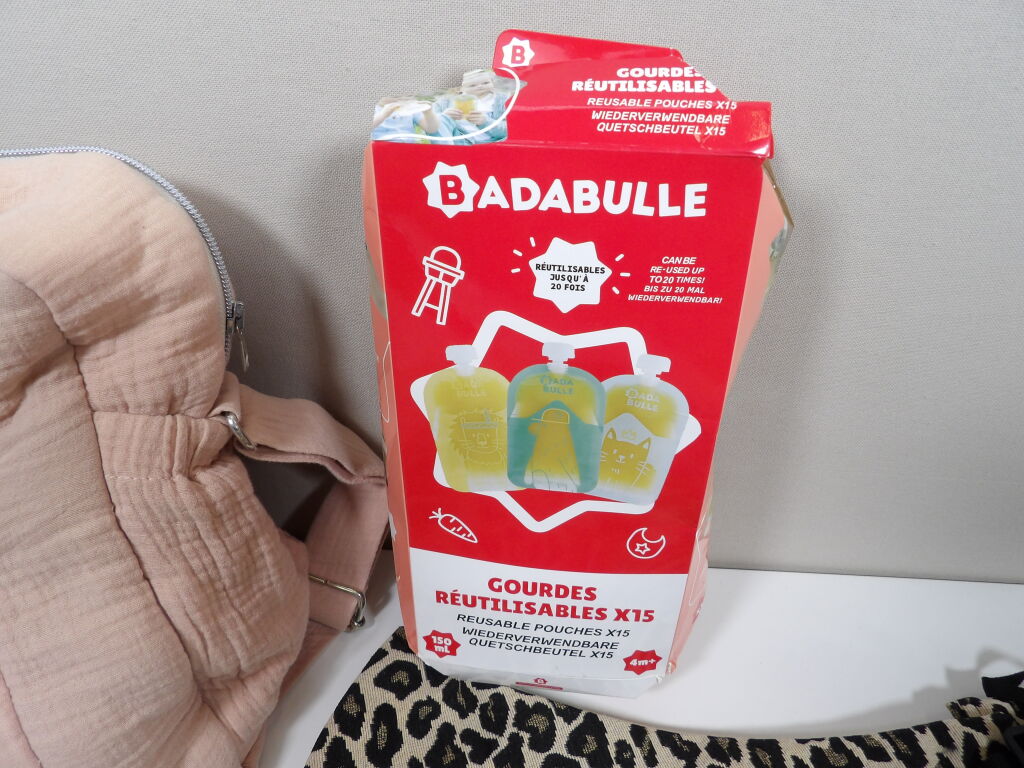 B
GOURDES
RÉUTILISABLES
REUSABLE POUCHES X15
WIEDERVERWENDBARE
QUETSCHBEUTEL X15
BADABULLE
RÉUTILISABLES
JUSQU'À
20 FOIS
CAN BE
RE-USED UP
TO 20 TIMES!
BIS ZU 20 MAL
WIEDERVERWENDBAR!
BADA
BULLE
BADA
BULLE
BADA
BULLE
GOURDES
RÉUTILISABLES X15
REUSABLE POUCHES X15
WIEDERVERWENDBARE
QUETSCHBEUTEL X15
150
mL
4m+
B